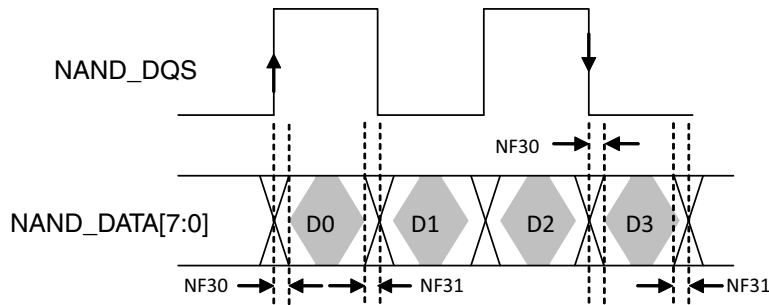 NAND_DQS
NF30
NAND_DATA[7:0] D0 D1 D2 D3
NF30 NF31 NF31